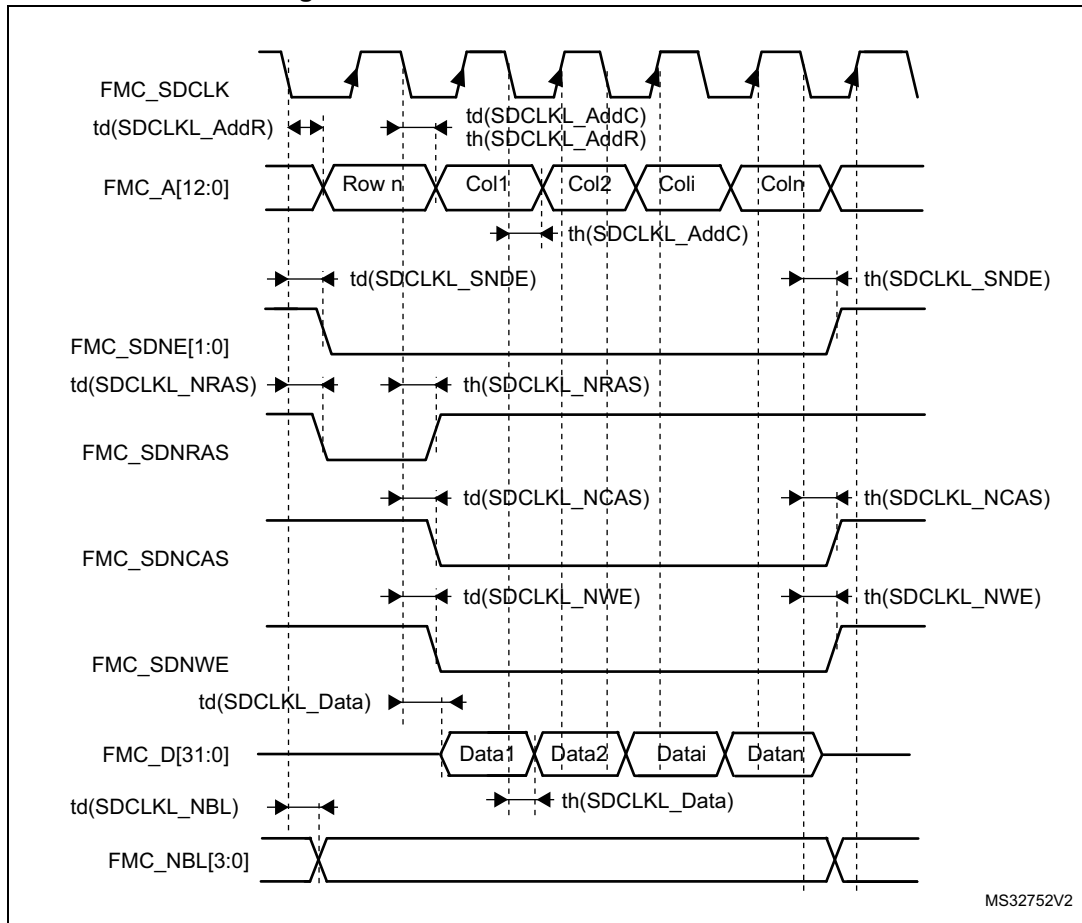 FMC_SDCLK
td(SDCLKL_AddR)
td(SDCLKL_AddC)
th(SDCLKL_AddR)
FMC_A[12:0]
Row n
Col1
Col2
Coli
Coln
th(SDCLKL_AddC)
td(SDCLKL_SNDE)
th(SDCLKL_SNDE)
FMC_SDNE[1:0]
td(SDCLKL_NRAS)
th(SDCLKL_NRAS)
FMC_SDNRAS
td(SDCLKL_NCAS)
th(SDCLKL_NCAS)
FMC_SDNCAS
td(SDCLKL_NWE)
th(SDCLKL_NWE)
FMC_SDNWE
td(SDCLKL_Data)
FMC_D[31:0]
Data1
Data2
Datai
Datan
td(SDCLKL_NBL)
th(SDCLKL_Data)
FMC_NBL[3:0]
MS32752V2